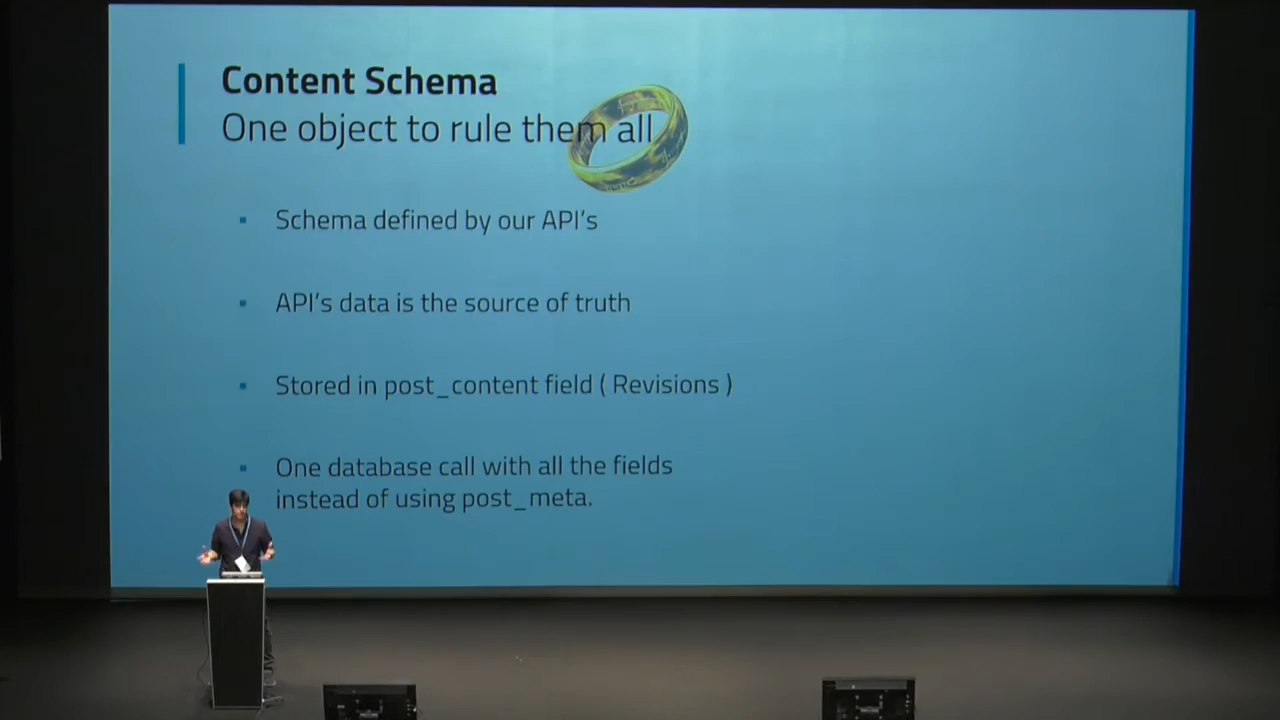 Content Schema
One object to rule them all
Schema defined by our API's
API's data is the source of truth
Stored in post_content field ( Revisions )
One database call with all the fields
instead of using post_meta.